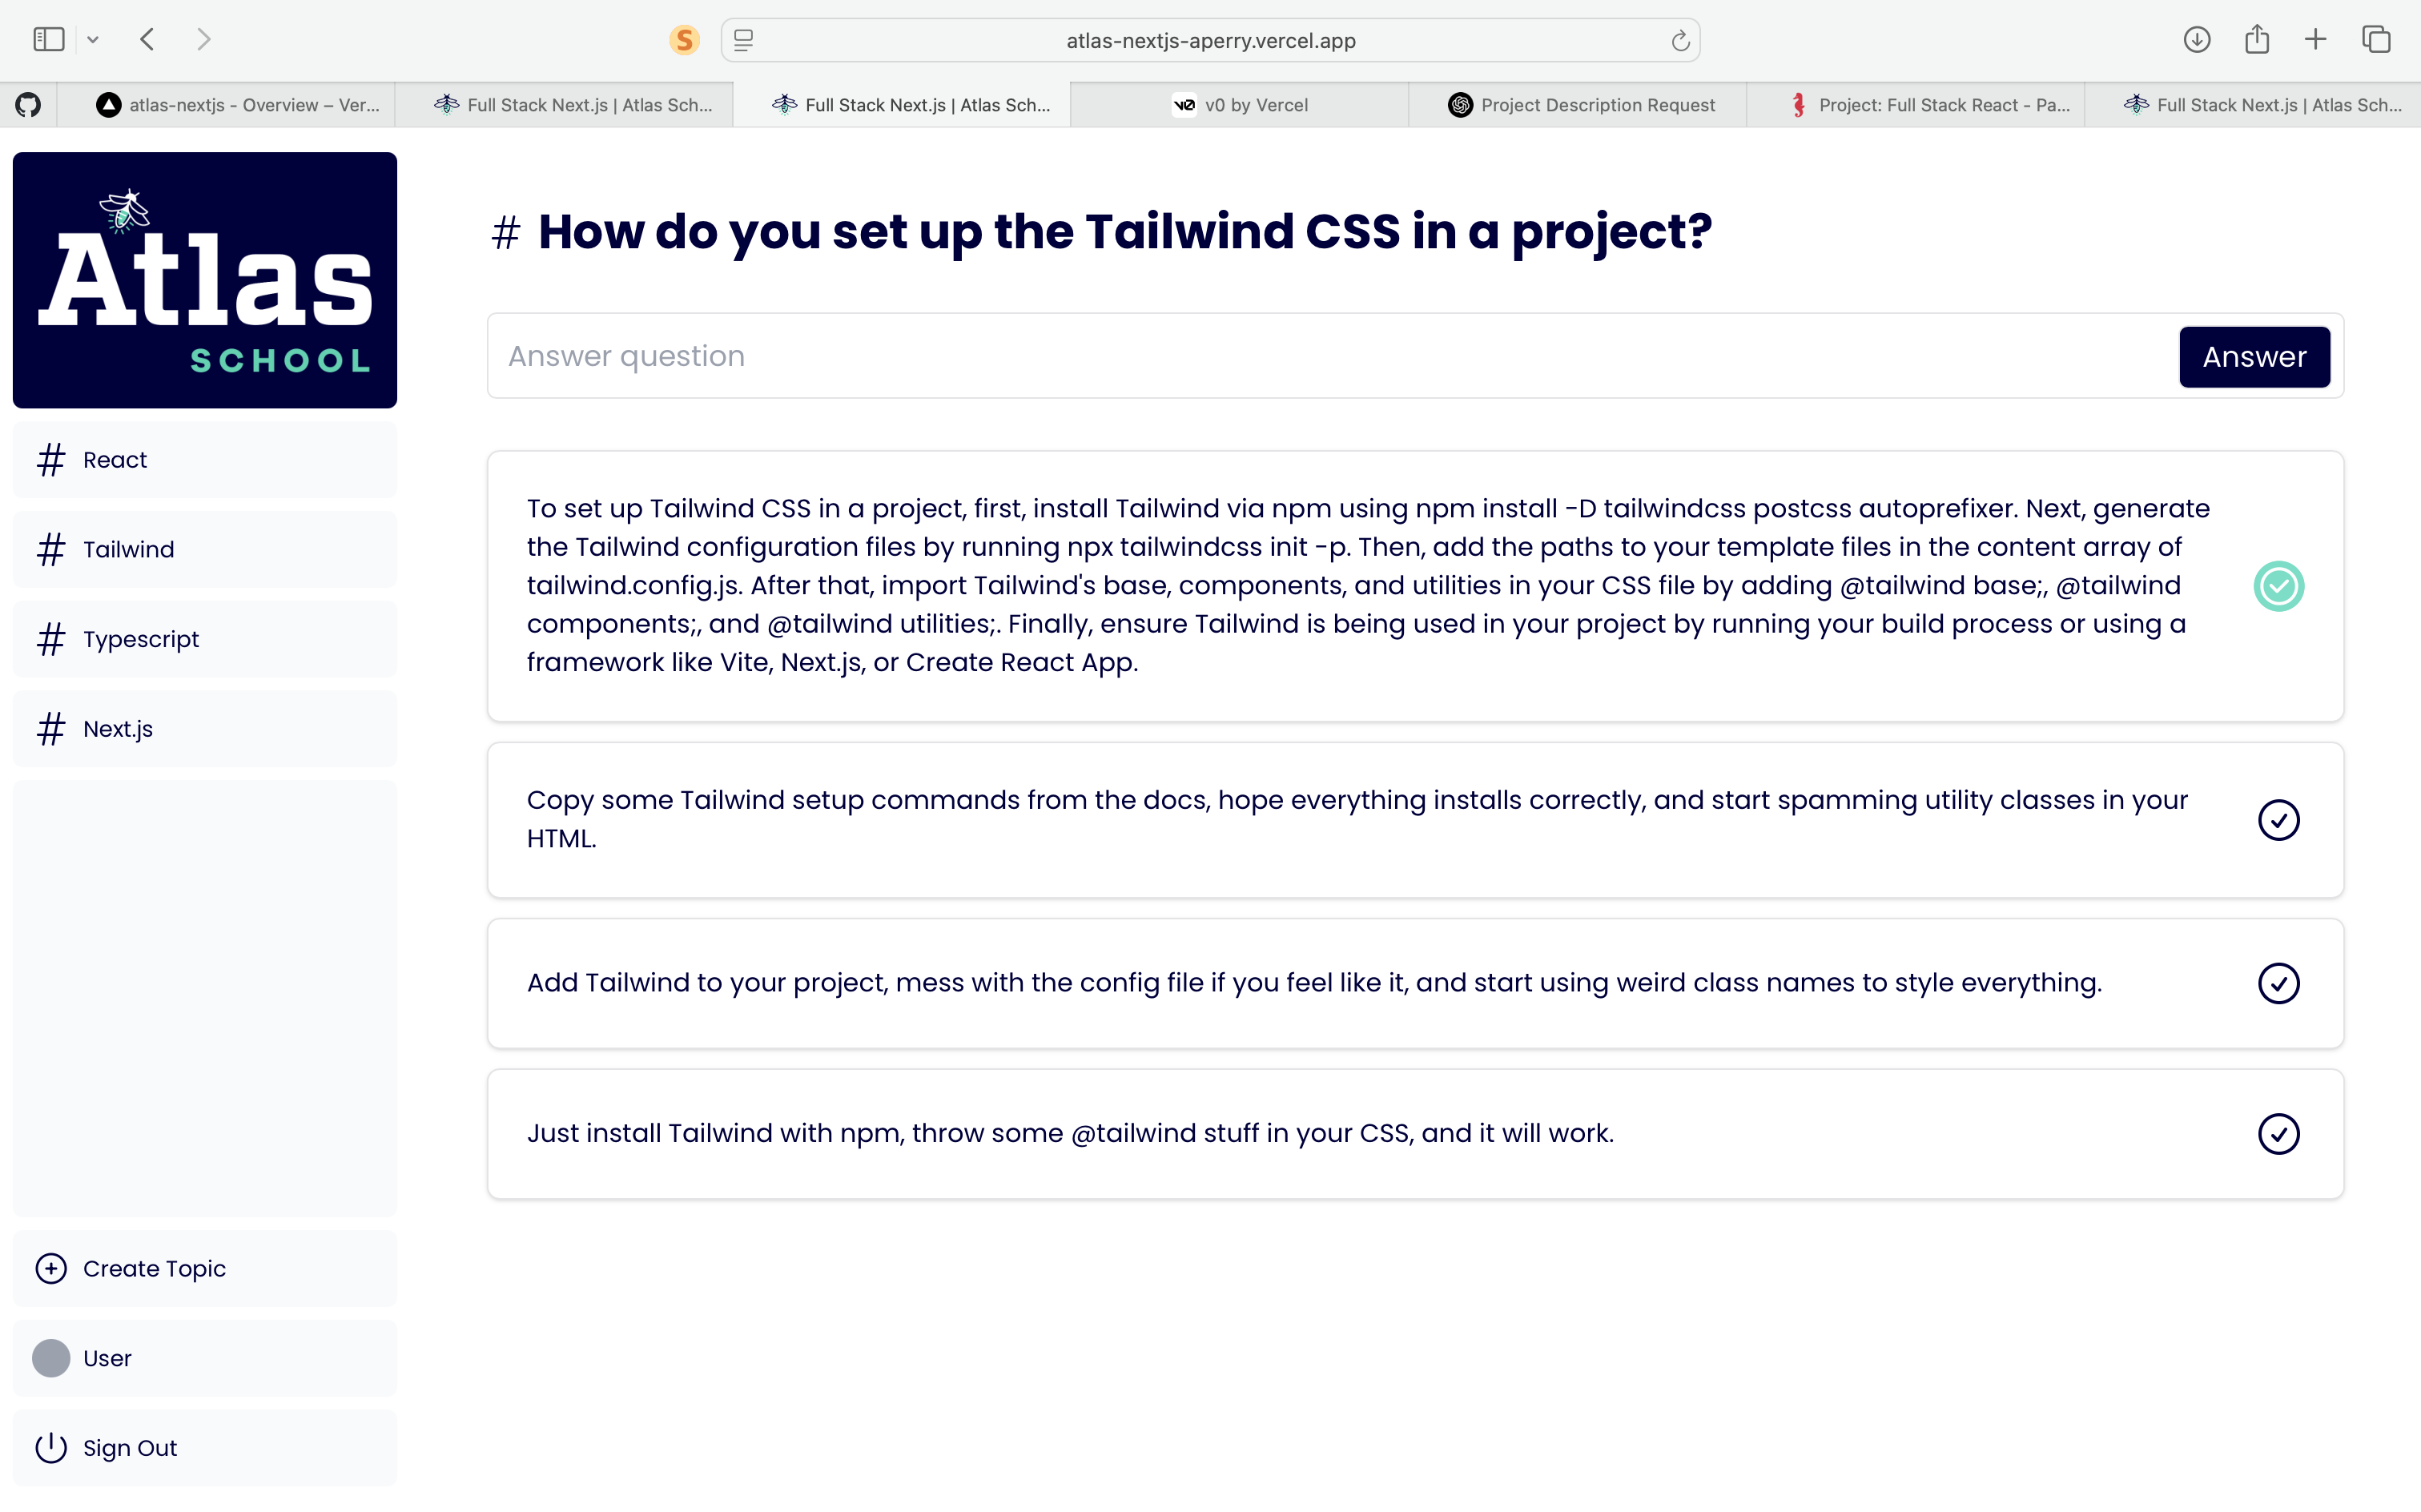 S
atlas-nextjs-aperry.vercel.app
atlas-nextjs - Overview – Ver...
Full Stack Next.js | Atlas Sch...
Full Stack Next.js | Atlas Sch...
v0 by Vercel
Project Description Request
Project: Full Stack React - Pa...
Full Stack Next.js | Atlas Sch...
Atlas
SCHOOL
# React
# Tailwind
# Typescript
# Next.js
Create Topic
User
Sign Out
# How do you set up the Tailwind CSS in a project?
Answer question
Answer
To set up Tailwind CSS in a project, first, install Tailwind via npm using npm install -D tailwindcss postcss autoprefixer. Next, generate
the Tailwind configuration files by running npx tailwindcss init -p. Then, add the paths to your template files in the content array of
tailwind.config.js. After that, import Tailwind's base, components, and utilities in your CSS file by adding @tailwind base;, @tailwind
components;, and @tailwind utilities;. Finally, ensure Tailwind is being used in your project by running your build process or using a
framework like Vite, Next.js, or Create React App.
Copy some Tailwind setup commands from the docs, hope everything installs correctly, and start spamming utility classes in your
HTML.
Add Tailwind to your project, mess with the config file if you feel like it, and start using weird class names to style everything.
Just install Tailwind with npm, throw some @tailwind stuff in your CSS, and it will work.